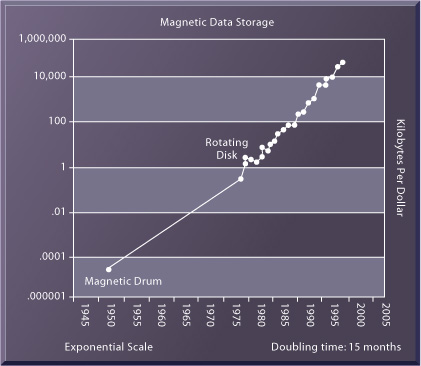 Magnetic Data Storage
1,000,000
10,000
100
1
.01
.0001
.000001
Rotating
Disk
Magnetic Drum
Kilobytes Per Dollar
1945
1950
1955
1960
1965
1970
1975
1980
1985
1990
1995
2000
2005
Exponential Scale
Doubling time: 15 months